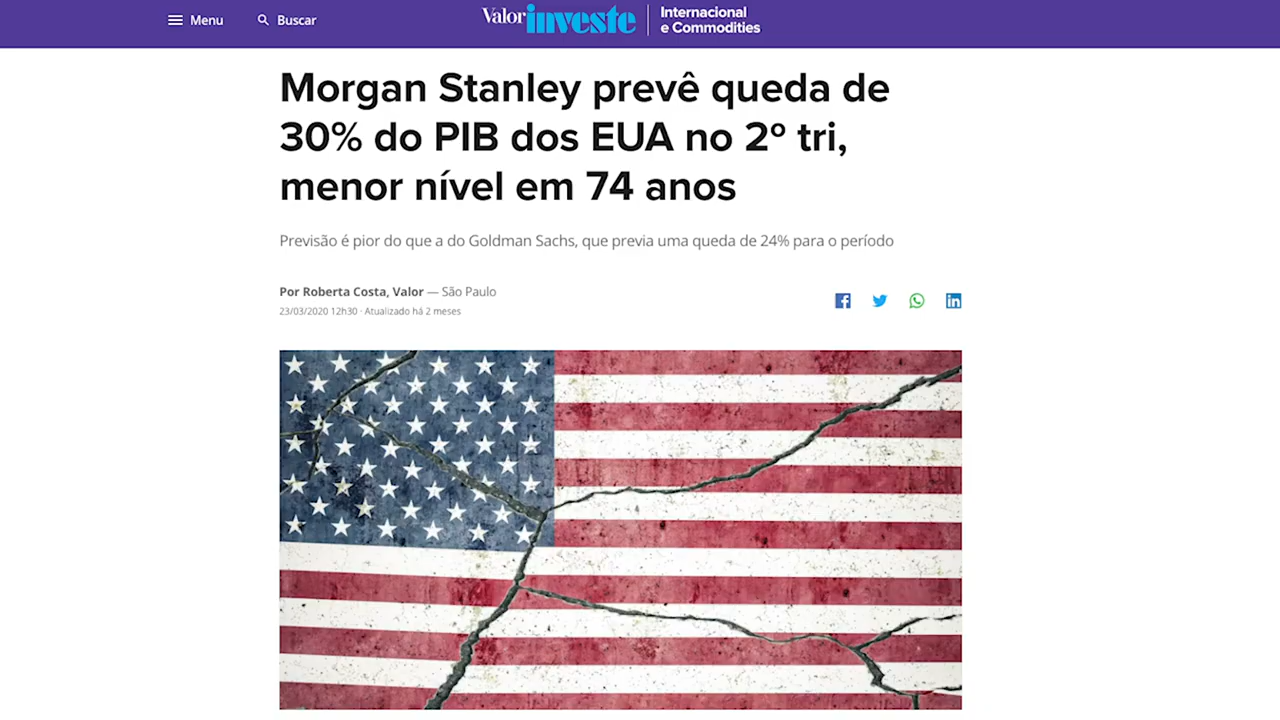 Menu
Buscar
Valor investe
Internacional
e Commodities
Morgan Stanley prevê queda de
30% do PIB dos EUA no 2º tri,
menor nível em 74 anos
Previsão é pior do que a do Goldman Sachs, que previa uma queda de 24% para o período
Por Roberta Costa, Valor — São Paulo
23/03/2020 12h30 · Atualizado há 2 meses